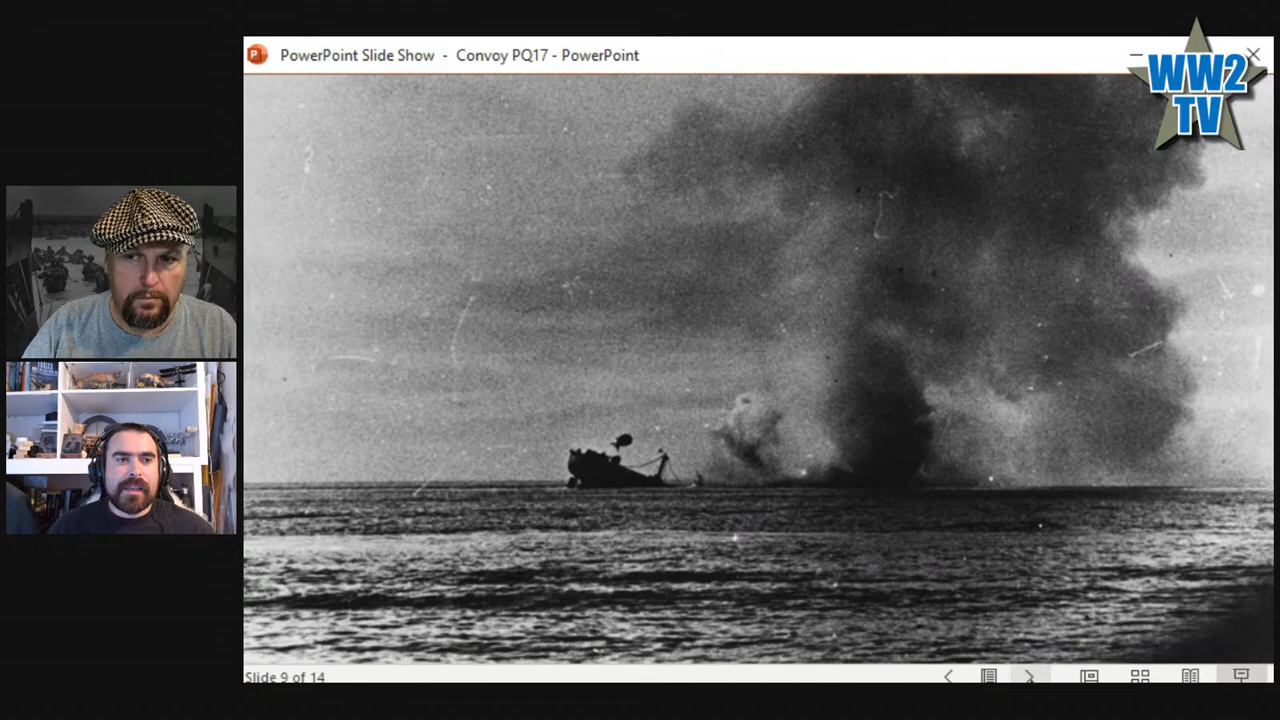 PowerPoint Slide Show - Convoy PQ17 - PowerPoint
WW2
TV
Slide 9 of 14